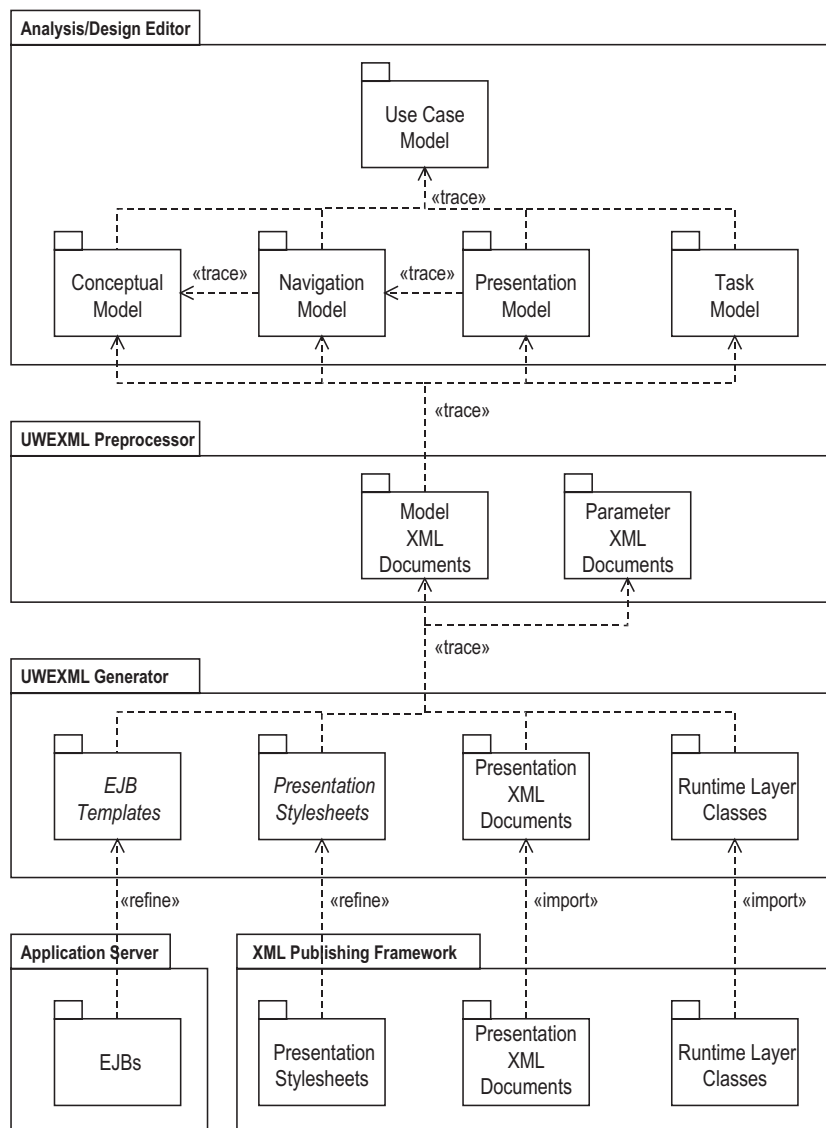 Analysis/Design Editor
Use Case
Model
«trace»
Conceptual
Model
«trace»
Navigation
Model
«trace»
Presentation
Model
Task
Model
«trace»
UWEXML Preprocessor
Model
XML
Documents
Parameter
XML
Documents
«trace»
UWEXML Generator
EJB
Templates
Presentation
Stylesheets
Presentation
XML
Documents
Runtime Layer
Classes
«refine»
«refine»
«import»
«import»
Application Server
XML Publishing Framework
EJBs
Presentation
Stylesheets
Presentation
XML
Documents
Runtime Layer
Classes